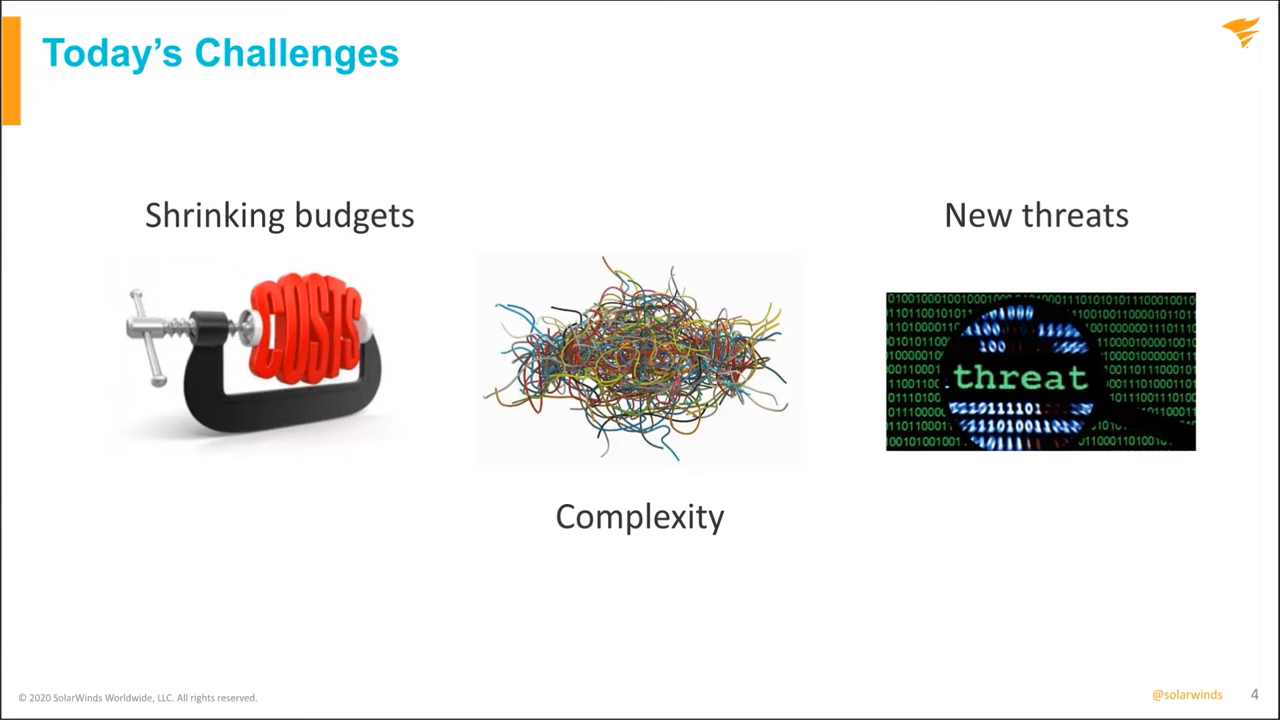 Today's Challenges
Shrinking budgets
New threats
COSTS
threat
Complexity
© 2020 SolarWinds Worldwide, LLC. All rights reserved.
@solarwinds
4